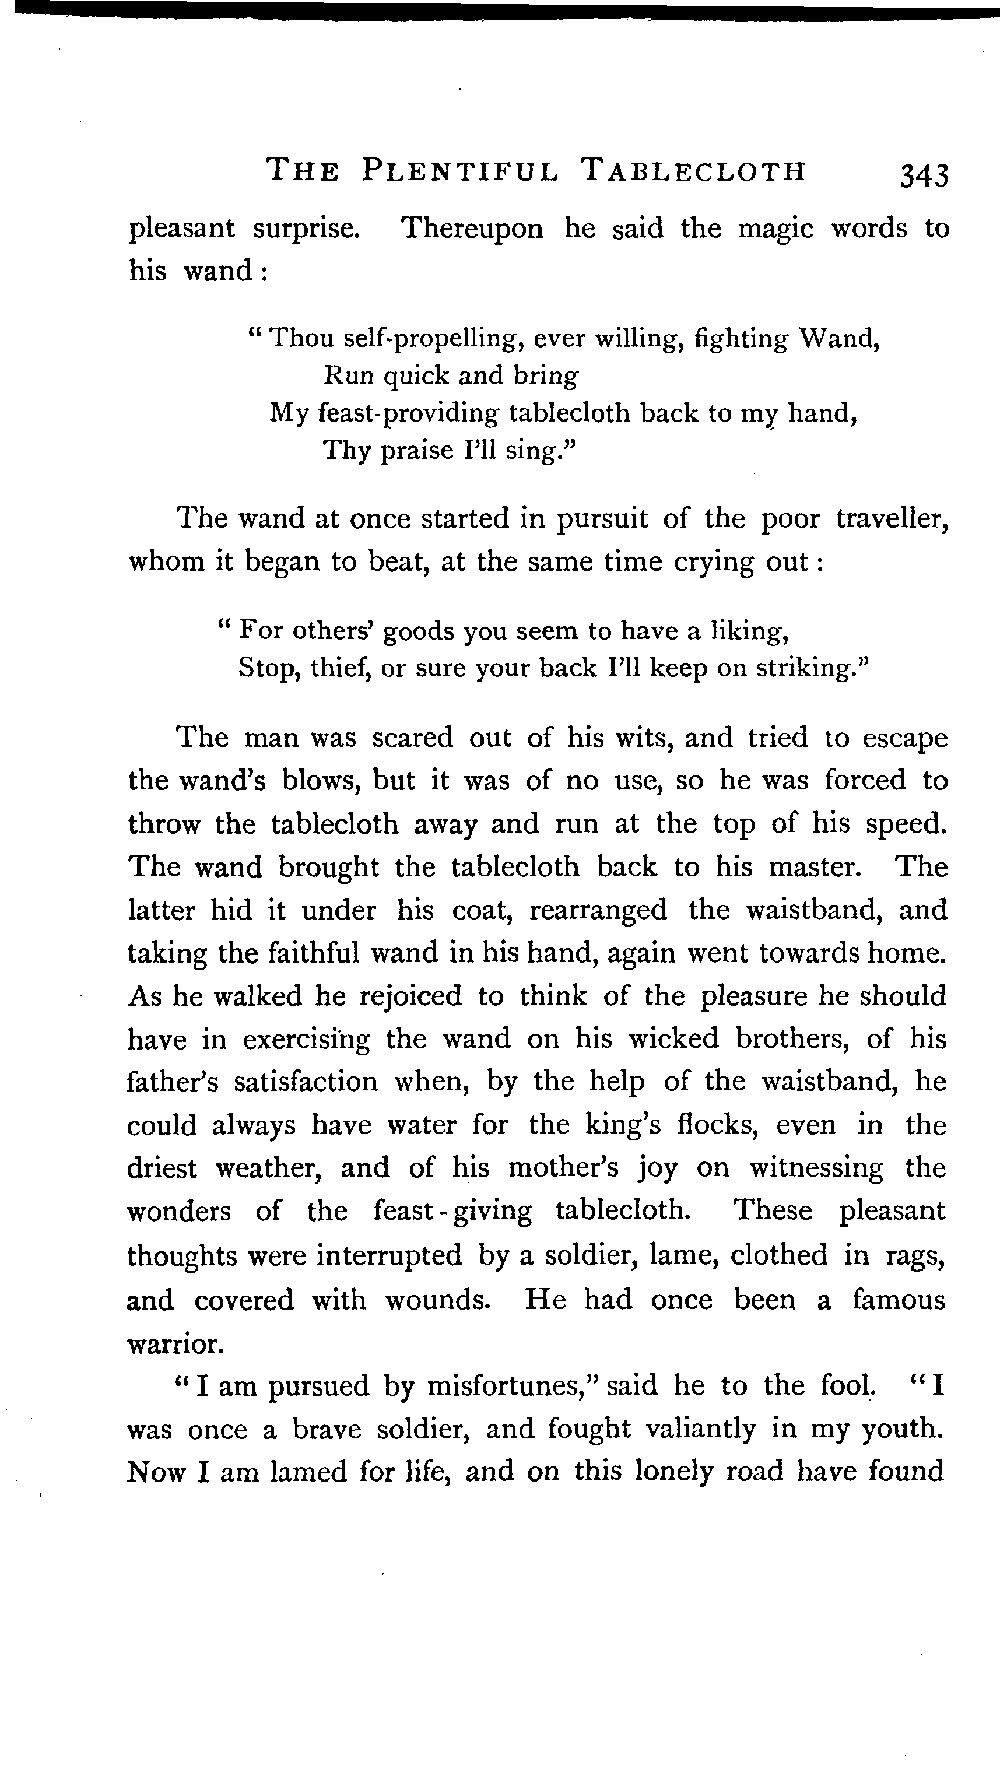 THE PLENTIFUL TABLECLOTH 343
pleasant surprise. Thereupon he said the magic words to
his wand :
“ Thou self-propelling, ever willing, fighting Wand,
Run quick and bring
My feast-providing tablecloth back to my hand,
Thy praise I’ll sing.”
The wand at once started in pursuit of the poor traveller,
whom it began to beat, at the same time crying out :
“ For others’ goods you seem to have a liking,
Stop, thief, or sure your back I’ll keep on striking.”
The man was scared out of his wits, and tried to escape
the wand’s blows, but it was of no use, so he was forced to
throw the tablecloth away and run at the top of his speed.
The wand brought the tablecloth back to his master. The
latter hid it under his coat, rearranged the waistband, and
taking the faithful wand in his hand, again went towards home.
As he walked he rejoiced to think of the pleasure he should
have in exercising the wand on his wicked brothers, of his
father’s satisfaction when, by the help of the waistband, he
could always have water for the king’s flocks, even in the
driest weather, and of his mother’s joy on witnessing the
wonders of the feast-giving tablecloth. These pleasant
thoughts were interrupted by a soldier, lame, clothed in rags,
and covered with wounds. He had once been a famous
warrior.
“ I am pursued by misfortunes,” said he to the fool. “ I
was once a brave soldier, and fought valiantly in my youth.
Now I am lamed for life, and on this lonely road have found